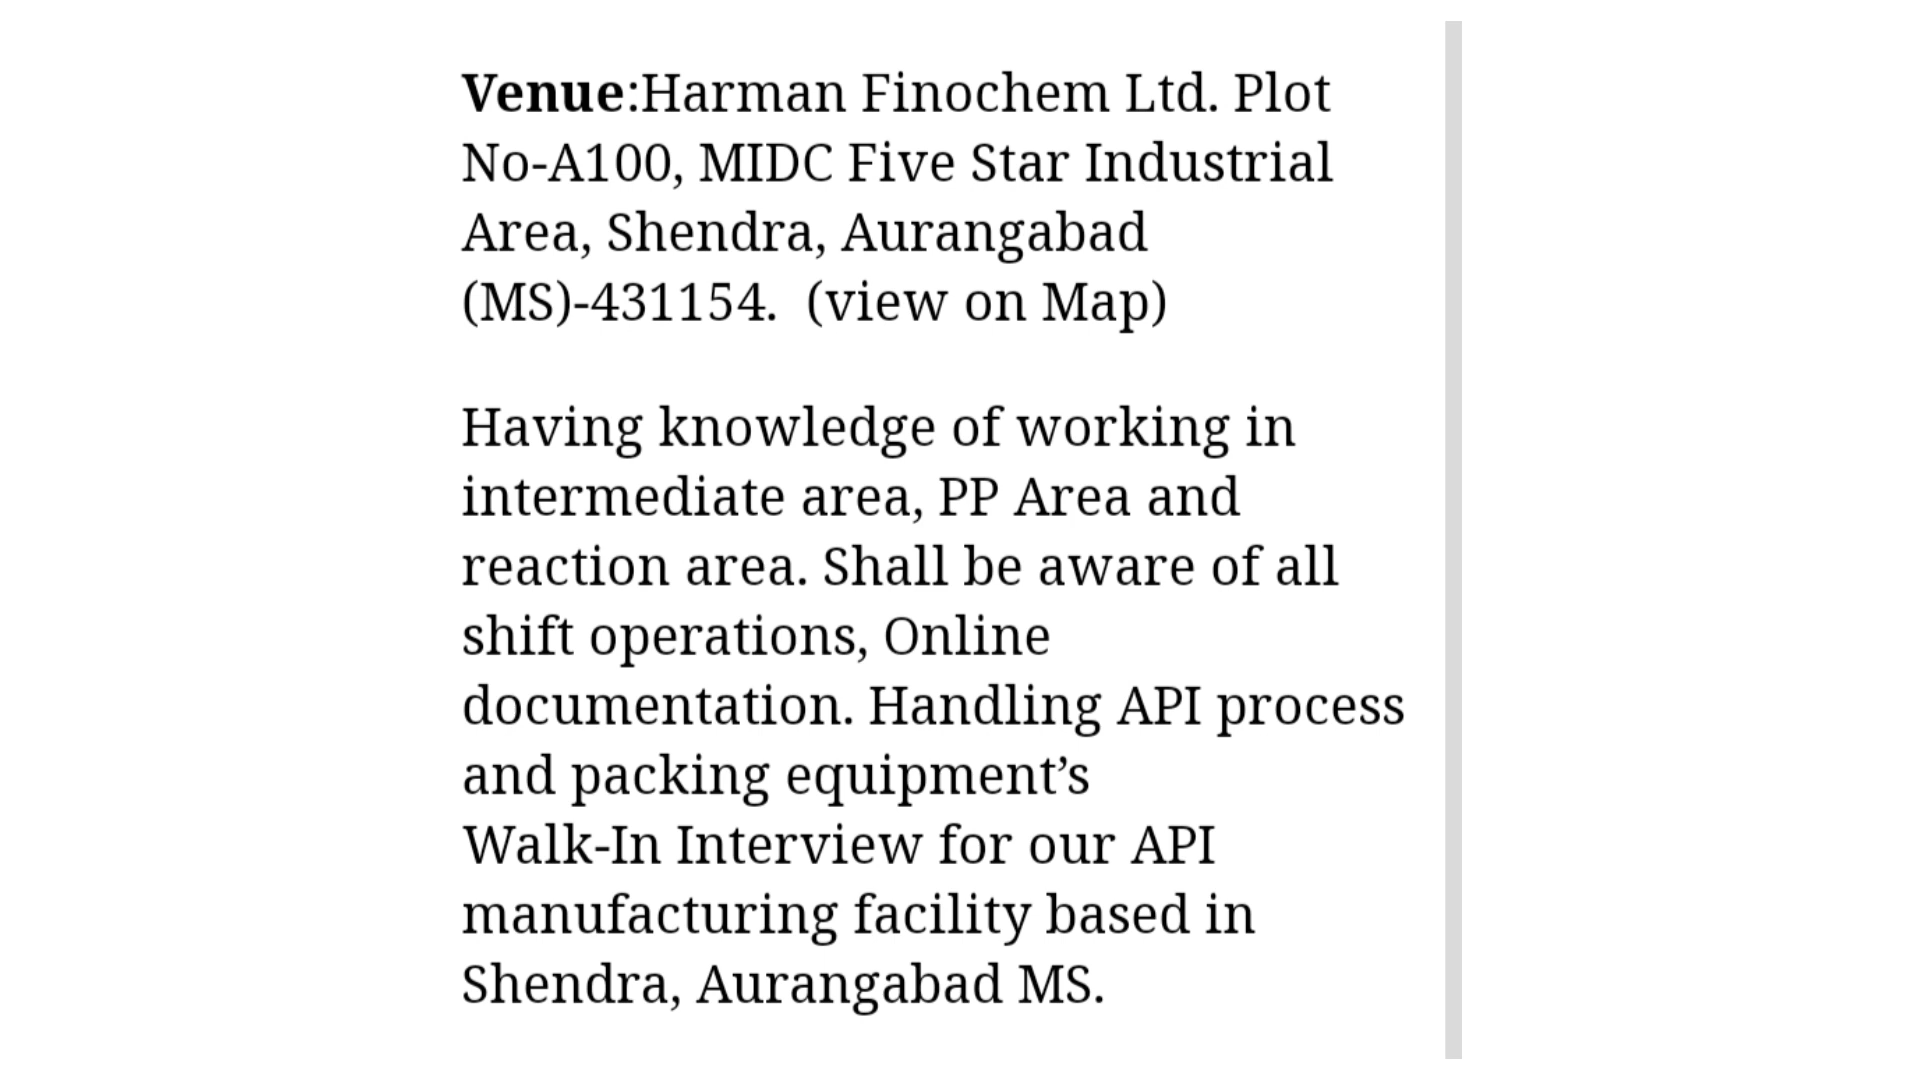 Venue:Harman Finochem Ltd. Plot
No-A100, MIDC Five Star Industrial
Area, Shendra, Aurangabad
(MS)-431154.  (view on Map)
Having knowledge of working in
intermediate area, PP Area and
reaction area. Shall be aware of all
shift operations, Online
documentation. Handling API process
and packing equipment’s
Walk-In Interview for our API
manufacturing facility based in
Shendra, Aurangabad MS.